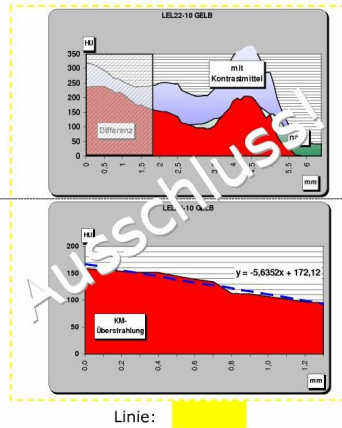 LEL22-10 GELB
HU
350
300
250
200
150
100
50
0
mit
Kontrastmittel
Differenz
0 0,5 1 1,5 2 2,5 3 3,5 4 4,5 5 5,5 6
mm
Ausschluss!
HU
200
150
100
50
0
y = -5,6352x + 172,12
KM-
Überstrahlung
0,0 0,2 0,4 0,6 0,8 1,0 1,2
mm
Linie: